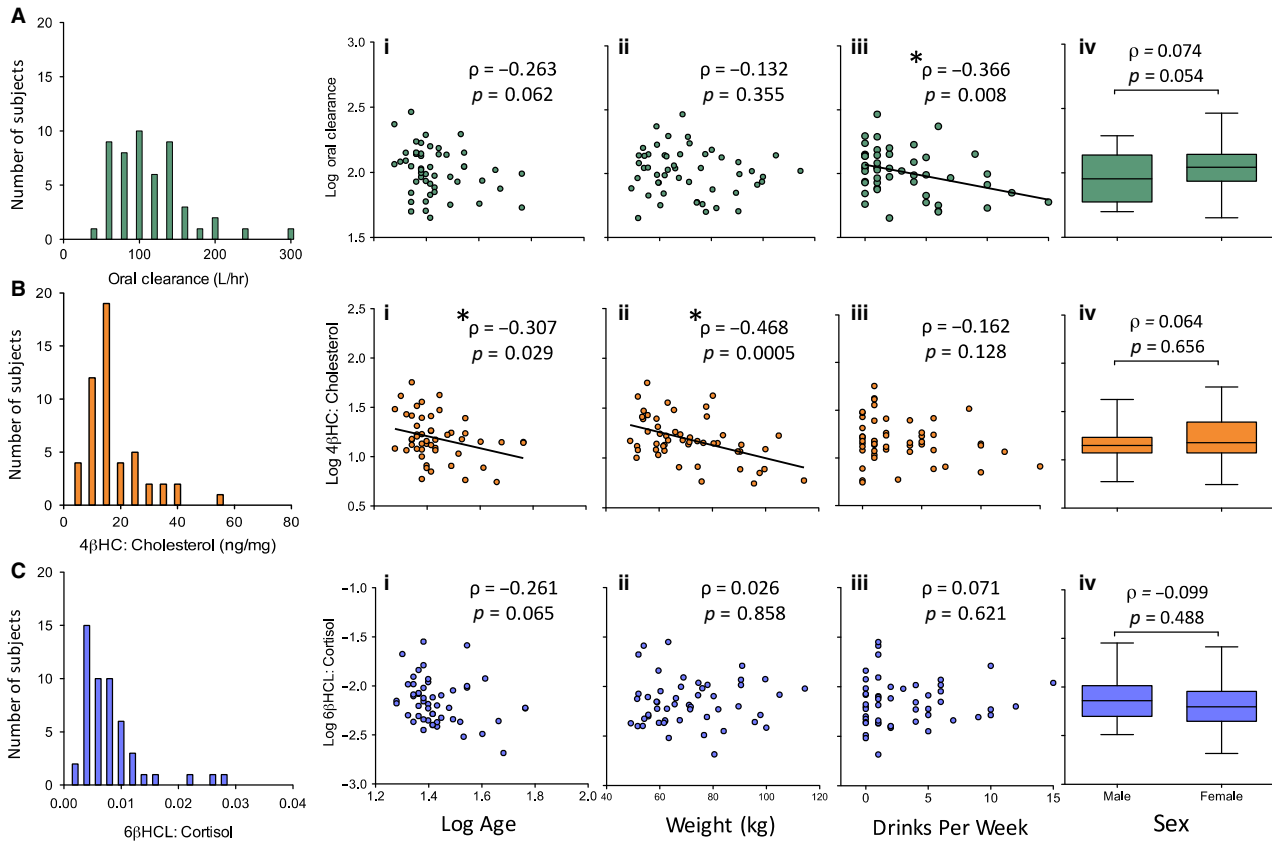 A
20
15
10
5
0
Number of subjects
0
100
200
300
Oral clearance (L/hr)
3.0
2.5
2.0
1.5
Log oral clearance
i
ρ = −0.263
p = 0.062
ii
ρ = −0.132
p = 0.355
iii
*
ρ = −0.366
p = 0.008
iv
ρ = 0.074
p = 0.054
B
20
15
10
5
0
Number of subjects
0
20
40
60
80
4βHC: Cholesterol (ng/mg)
2.5
2.0
1.5
1.0
0.5
Log 4βHC: Cholesterol
i
*
ρ = −0.307
p = 0.029
ii
*
ρ = −0.468
p = 0.0005
iii
ρ = −0.162
p = 0.128
iv
ρ = 0.064
p = 0.656
C
20
15
10
5
0
Number of subjects
0.00
0.01
0.02
0.03
0.04
6βHCL: Cortisol
−1.0
−1.5
−2.0
−2.5
−3.0
Log 6βHCL: Cortisol
i
ρ = −0.261
p = 0.065
1.2
1.4
1.6
1.8
2.0
Log Age
ii
ρ = 0.026
p = 0.858
40
60
80
100
120
Weight (kg)
iii
ρ = 0.071
p = 0.621
0
5
10
15
Drinks Per Week
iv
ρ = −0.099
p = 0.488
Male
Female
Sex